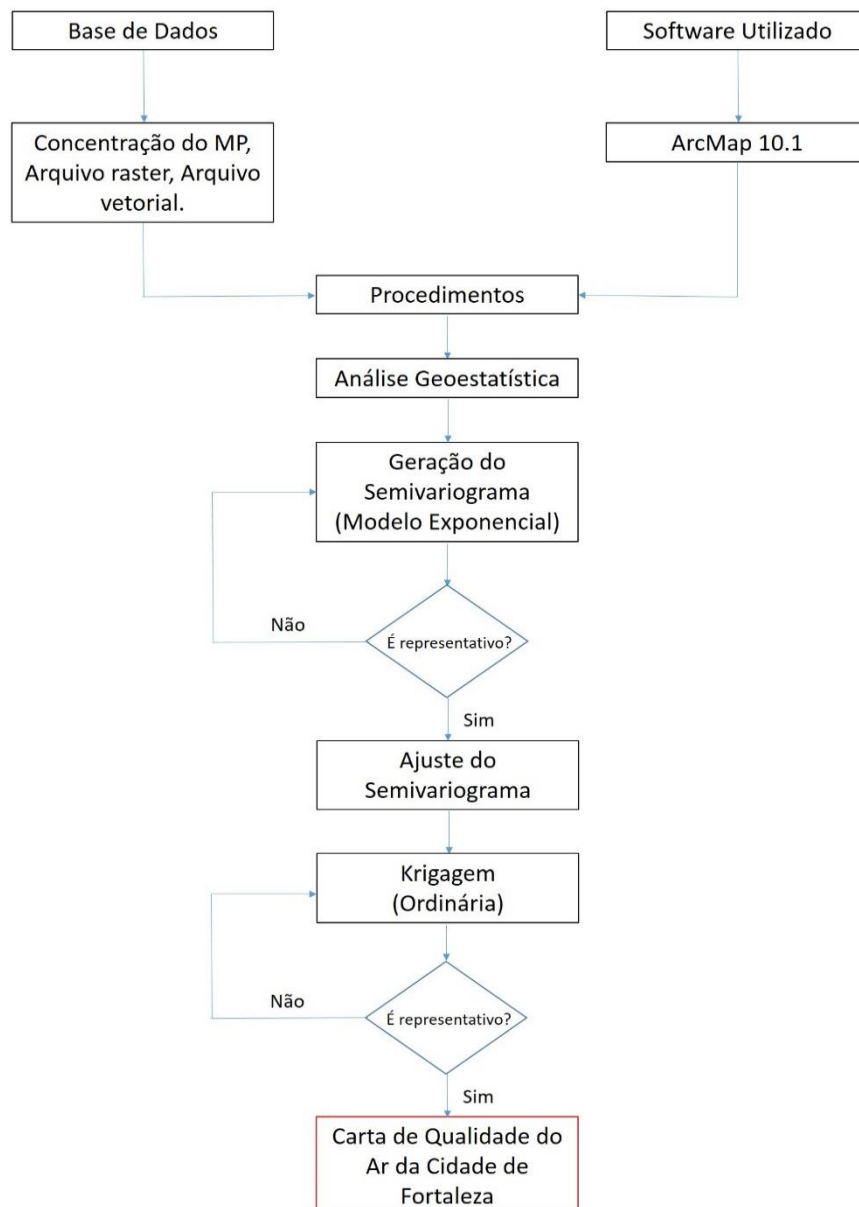 Base de Dados
Software Utilizado
Concentração do MP,
Arquivo raster, Arquivo
vetorial.
ArcMap 10.1
Procedimentos
Análise Geoestatística
Geração do
Semivariograma
(Modelo Exponencial)
Não
É representativo?
Sim
Ajuste do
Semivariograma
Krigagem
(Ordinária)
Não
É representativo?
Sim
Carta de Qualidade do
Ar da Cidade de
Fortaleza